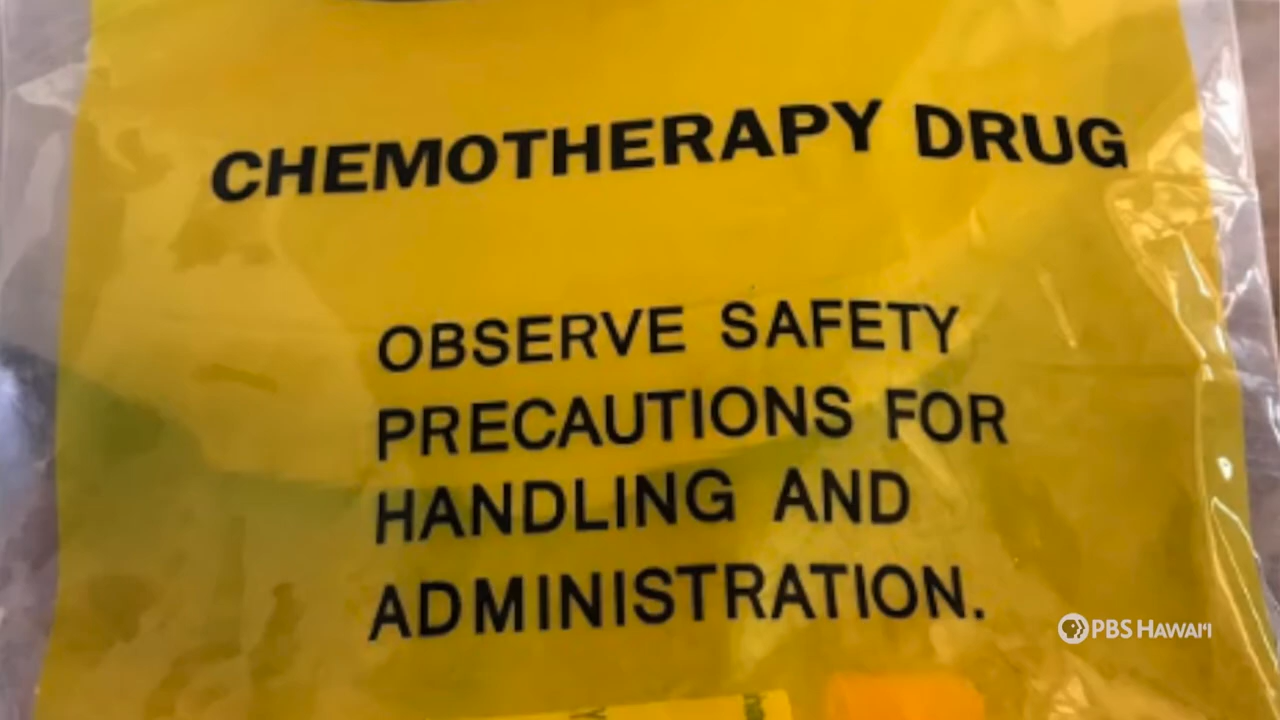 CHEMOTHERAPY DRUG
OBSERVE SAFETY
PRECAUTIONS FOR
HANDLING AND
ADMINISTRATION.
PBS HAWAIʻI